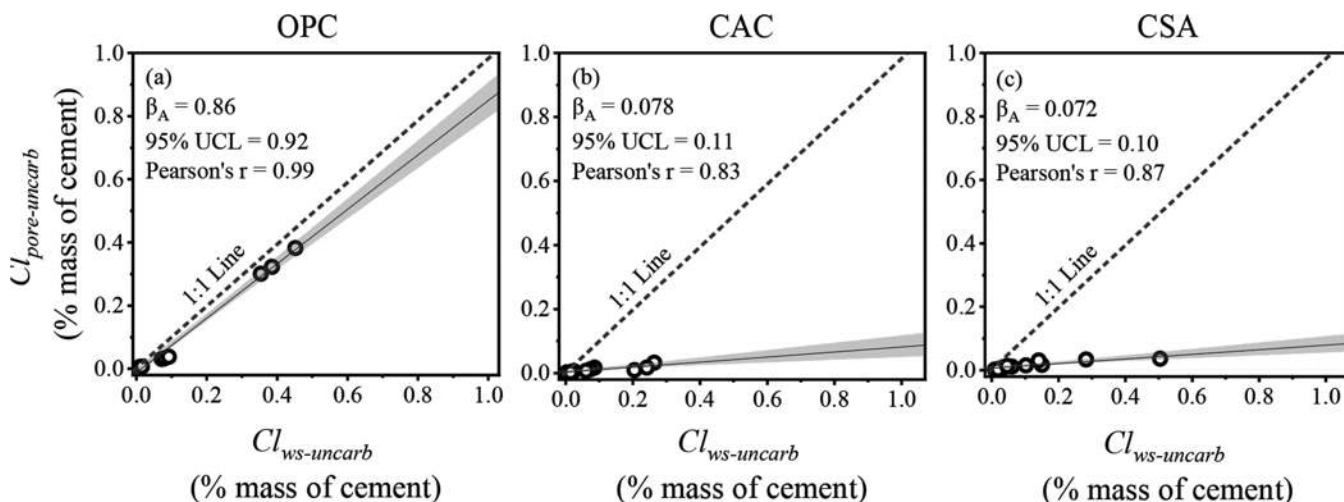 OPC
CAC
CSA
Cl_pore-uncarb
(% mass of cement)
1.0
0.8
0.6
0.4
0.2
0.0
(a)
β_A = 0.86
95% UCL = 0.92
Pearson's r = 0.99
1:1 Line
0.0 0.2 0.4 0.6 0.8 1.0
Cl_ws-uncarb
(% mass of cement)
1.0
0.8
0.6
0.4
0.2
0.0
(b)
β_A = 0.078
95% UCL = 0.11
Pearson's r = 0.83
1:1 Line
0.0 0.2 0.4 0.6 0.8 1.0
Cl_ws-uncarb
(% mass of cement)
1.0
0.8
0.6
0.4
0.2
0.0
(c)
β_A = 0.072
95% UCL = 0.10
Pearson's r = 0.87
1:1 Line
0.0 0.2 0.4 0.6 0.8 1.0
Cl_ws-uncarb
(% mass of cement)